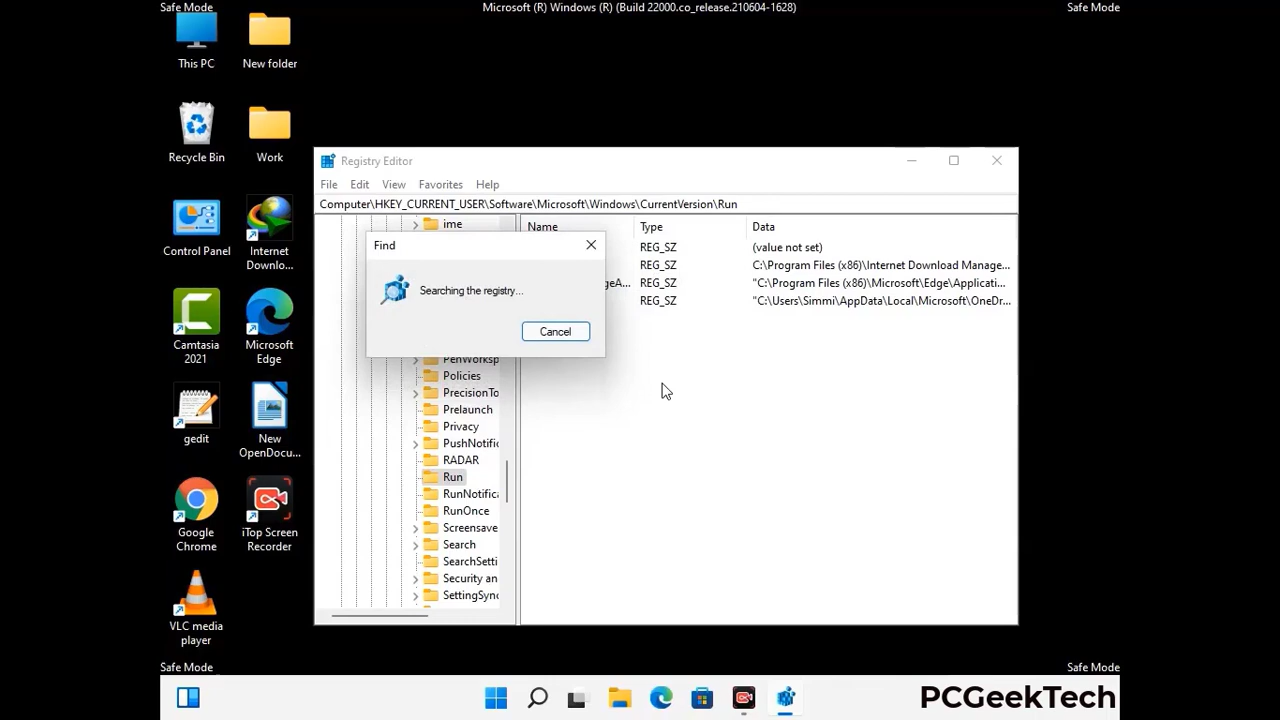 Safe Mode
Microsoft (R) Windows (R) (Build 22000.co_release.210604-1628)
Safe Mode
This PC
New folder
Recycle Bin
Work
Control Panel
Internet
Downlo...
Camtasia
2021
Microsoft
Edge
gedit
New
OpenDocu...
Google
Chrome
iTop Screen
Recorder
VLC media
player
Registry Editor
File Edit View Favorites Help
Computer\HKEY_CURRENT_USER\Software\Microsoft\Windows\CurrentVersion\Run
ime
Find
Searching the registry...
Cancel
PenWorksp
Policies
PrecisionTo
Prelaunch
Privacy
PushNotific
RADAR
Run
RunNotifica
RunOnce
Screensave
Search
SearchSetti
Security an
SettingSync
Name Type Data
REG_SZ (value not set)
REG_SZ C:\Program Files (x86)\Internet Download Manage...
geA... REG_SZ "C:\Program Files (x86)\Microsoft\Edge\Applicati...
REG_SZ "C:\Users\Simmi\AppData\Local\Microsoft\OneDr...
Safe Mode
Safe Mode
PCGeekTech